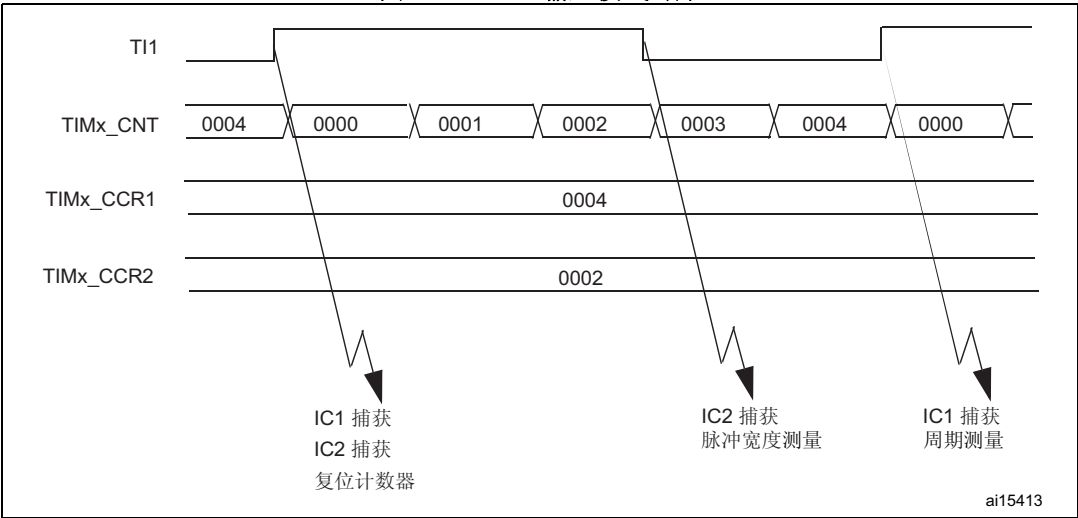 TI1
TIMx_CNT 0004 0000 0001 0002 0003 0004 0000
TIMx_CCR1 0004
TIMx_CCR2 0002
IC1 捕获
IC2 捕获
复位计数器
IC2 捕获
脉冲宽度测量
IC1 捕获
周期测量
ai15413